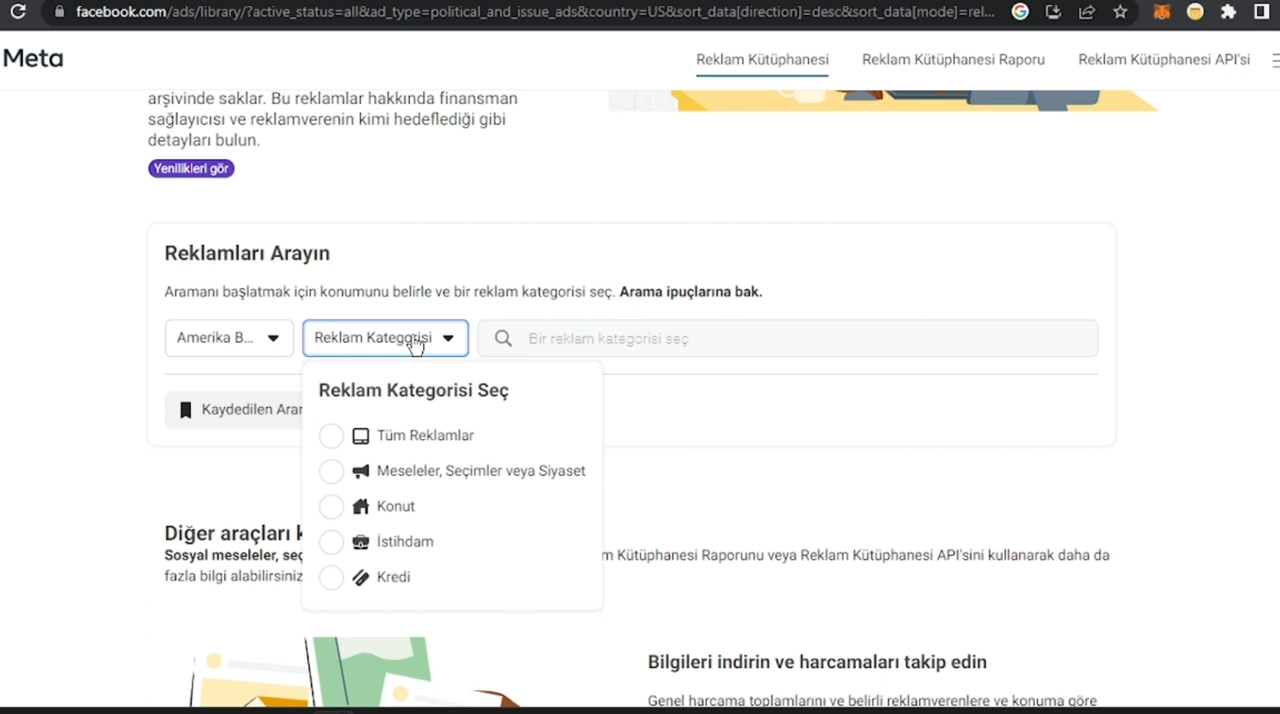 facebook.com/ads/library/?active_status=all&ad_type=political_and_issue_ads&country=US&sort_data[direction]=desc&sort_data[mode]=rel...
Meta
Reklam Kütüphanesi
Reklam Kütüphanesi Raporu
Reklam Kütüphanesi API'si
arşivinde saklar. Bu reklamlar hakkında finansman
sağlayıcısı ve reklamverenin kimi hedeflediği gibi
detayları bulun.
Yenilikleri gör
Reklamları Arayın
Aramanı başlatmak için konumunu belirle ve bir reklam kategorisi seç. Arama ipuçlarına bak.
Amerika B...
Reklam Kategorisi
Bir reklam kategorisi seç
Kaydedilen Arar
Reklam Kategorisi Seç
Tüm Reklamlar
Meseleler, Seçimler veya Siyaset
Konut
İstihdam
Kredi
Diğer araçları k
Sosyal meseleler, seç
m Kütüphanesi Raporunu veya Reklam Kütüphanesi API'sini kullanarak daha da
fazla bilgi alabilirsiniz
Bilgileri indirin ve harcamaları takip edin
Genel harcama toplamlarını ve belirli reklamverenlere ve konuma göre